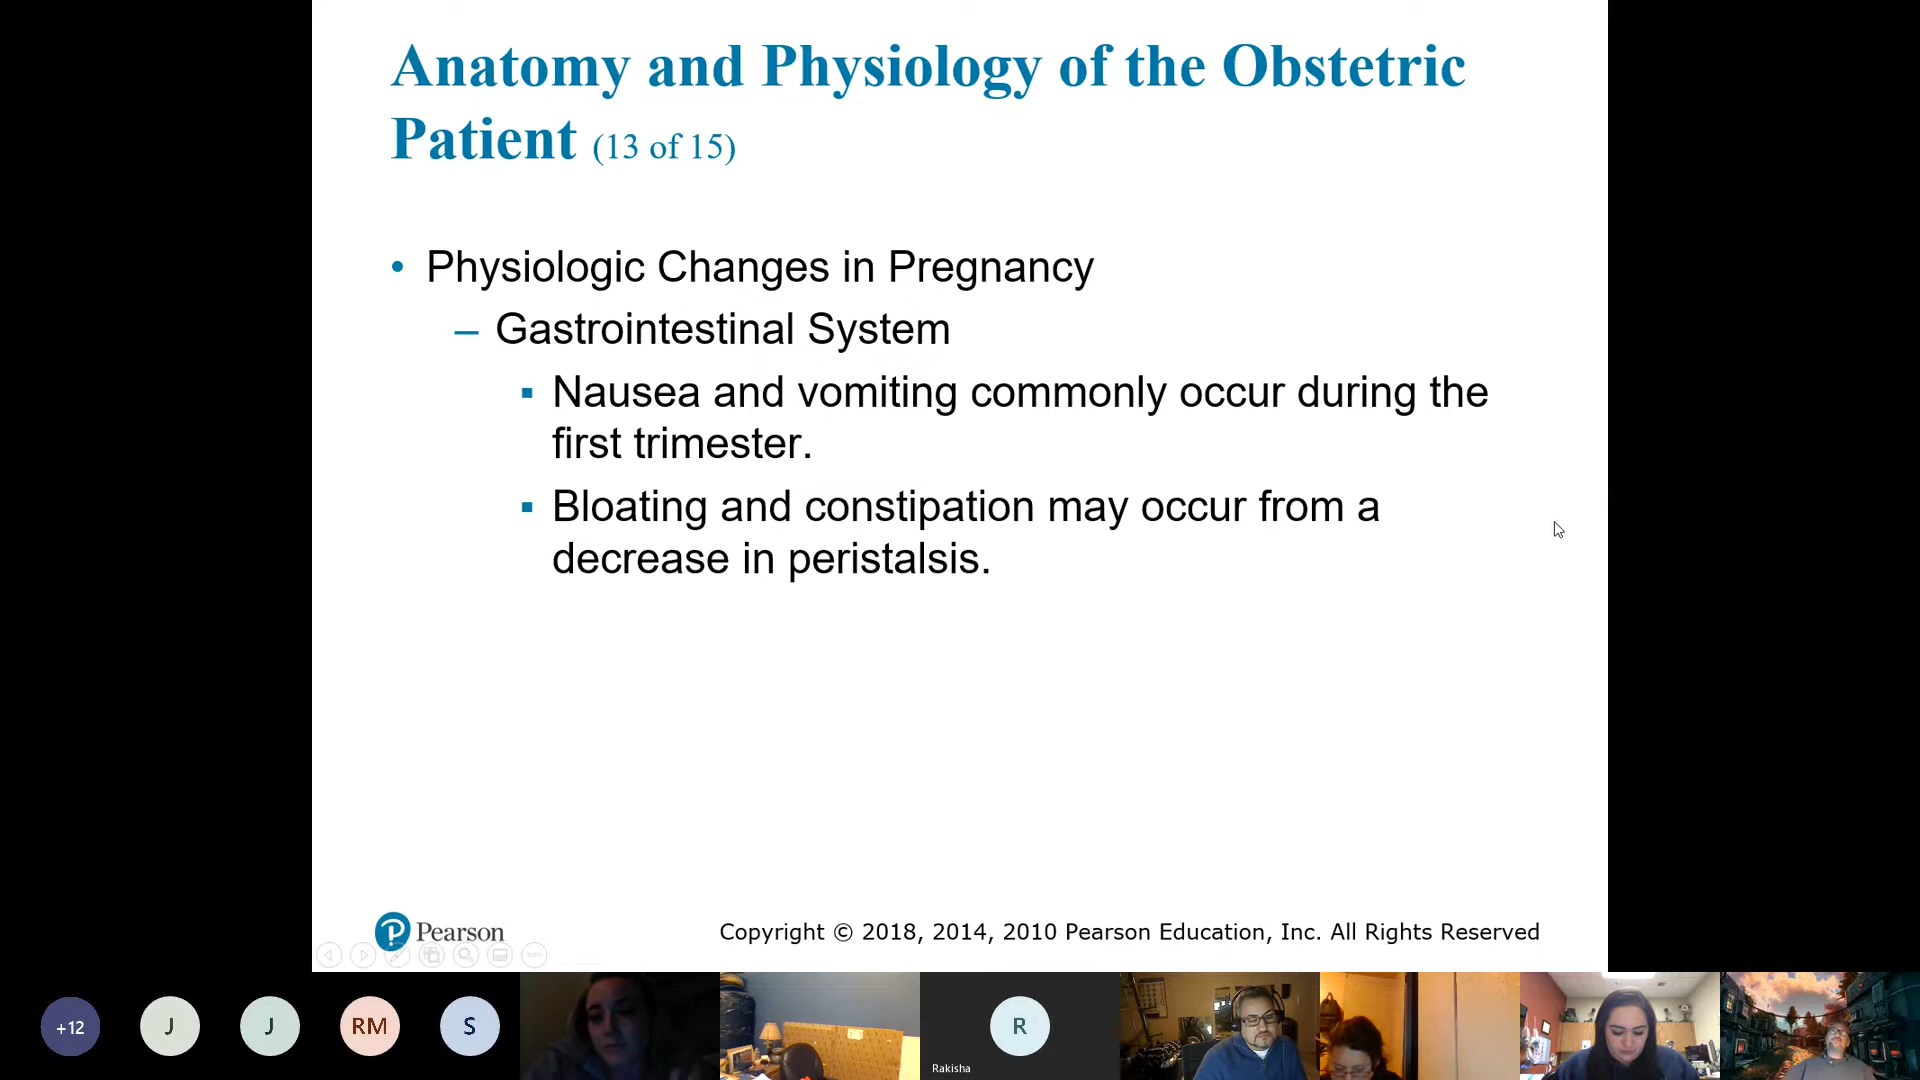 Anatomy and Physiology of the Obstetric
Patient (13 of 15)
• Physiologic Changes in Pregnancy
– Gastrointestinal System
▪ Nausea and vomiting commonly occur during the
first trimester.
▪ Bloating and constipation may occur from a
decrease in peristalsis.
P Pearson
Copyright © 2018, 2014, 2010 Pearson Education, Inc. All Rights Reserved
+12 J J RM S R
Rakisha